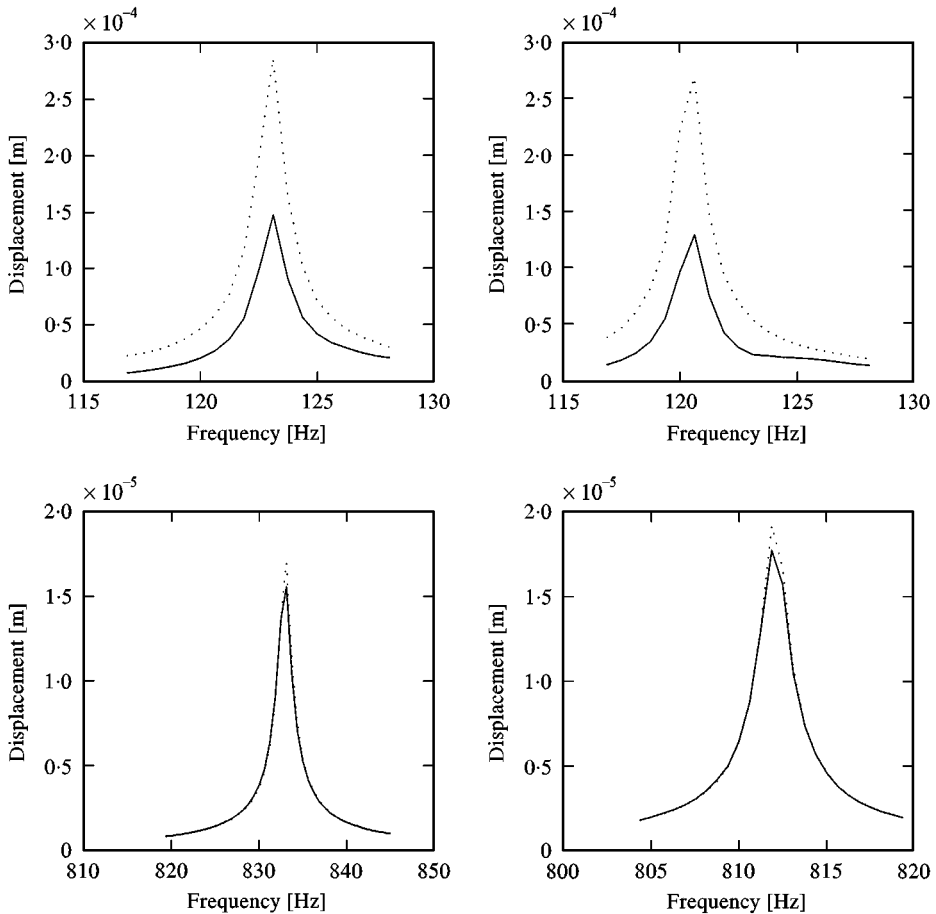 × 10⁻⁴
3·0
2·5
2·0
1·5
1·0
0·5
0
Displacement [m]
115 120 125 130
Frequency [Hz]
× 10⁻⁴
3·0
2·5
2·0
1·5
1·0
0·5
0
Displacement [m]
115 120 125 130
Frequency [Hz]
× 10⁻⁵
2·0
1·5
1·0
0·5
0
Displacement [m]
810 820 830 840 850
Frequency [Hz]
× 10⁻⁵
2·0
1·5
1·0
0·5
0
Displacement [m]
800 805 810 815 820
Frequency [Hz]